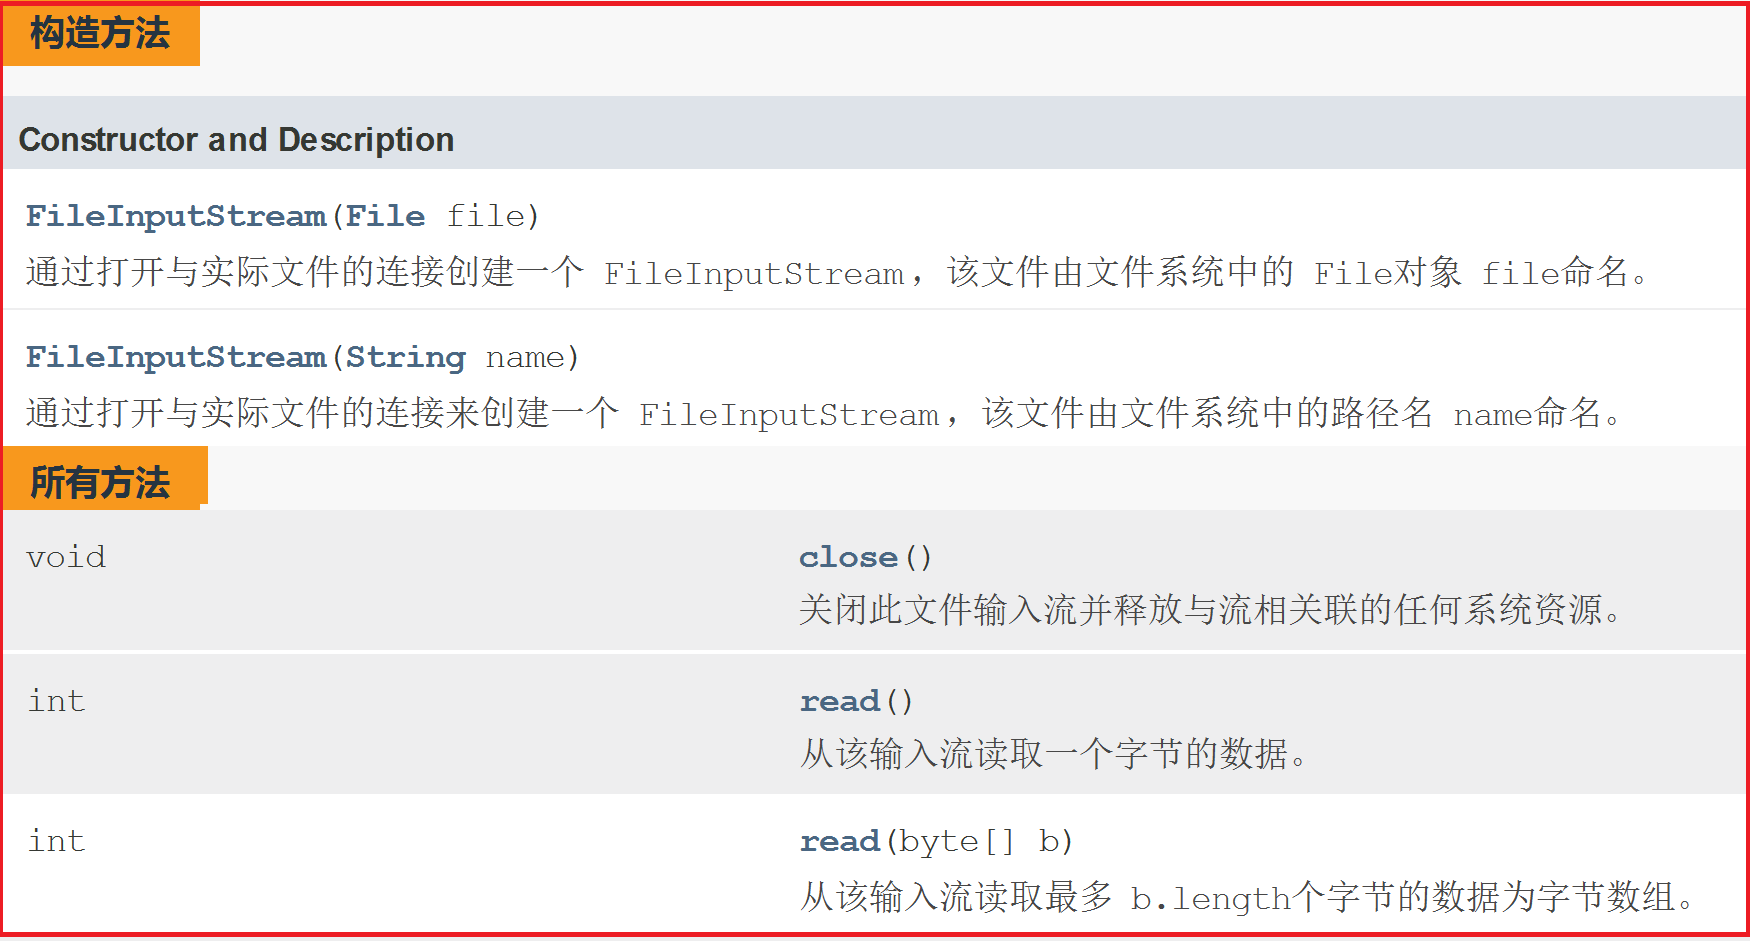 构造方法
Constructor and Description
FileInputStream(File file)
通过打开与实际文件的连接创建一个 FileInputStream，该文件由文件系统中的 File对象 file命名。
FileInputStream(String name)
通过打开与实际文件的连接来创建一个 FileInputStream，该文件由文件系统中的路径名 name命名。
所有方法
void close()
关闭此文件输入流并释放与流相关联的任何系统资源。
int read()
从该输入流读取一个字节的数据。
int read(byte[] b)
从该输入流读取最多 b.length个字节的数据为字节数组。